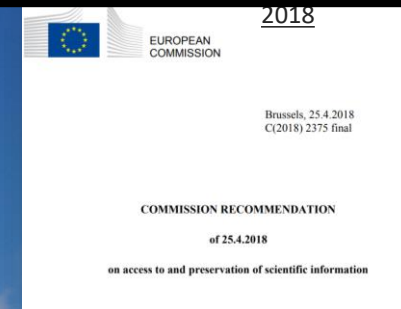 2018
EUROPEAN
COMMISSION
Brussels, 25.4.2018
C(2018) 2375 final
COMMISSION RECOMMENDATION
of 25.4.2018
on access to and preservation of scientific information